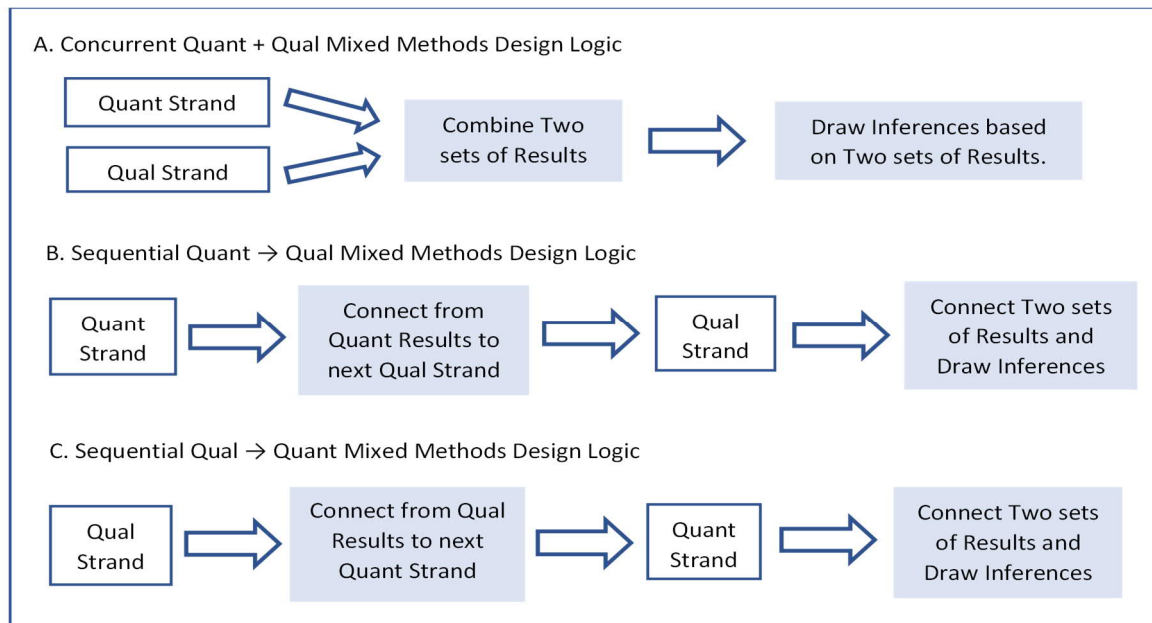 A. Concurrent Quant + Qual Mixed Methods Design Logic
Quant Strand
Qual Strand
Combine Two
sets of Results
Draw Inferences based
on Two sets of Results.
B. Sequential Quant → Qual Mixed Methods Design Logic
Quant
Strand
Connect from
Quant Results to
next Qual Strand
Qual
Strand
Connect Two sets
of Results and
Draw Inferences
C. Sequential Qual → Quant Mixed Methods Design Logic
Qual
Strand
Connect from Qual
Results to next
Quant Strand
Quant
Strand
Connect Two sets
of Results and
Draw Inferences